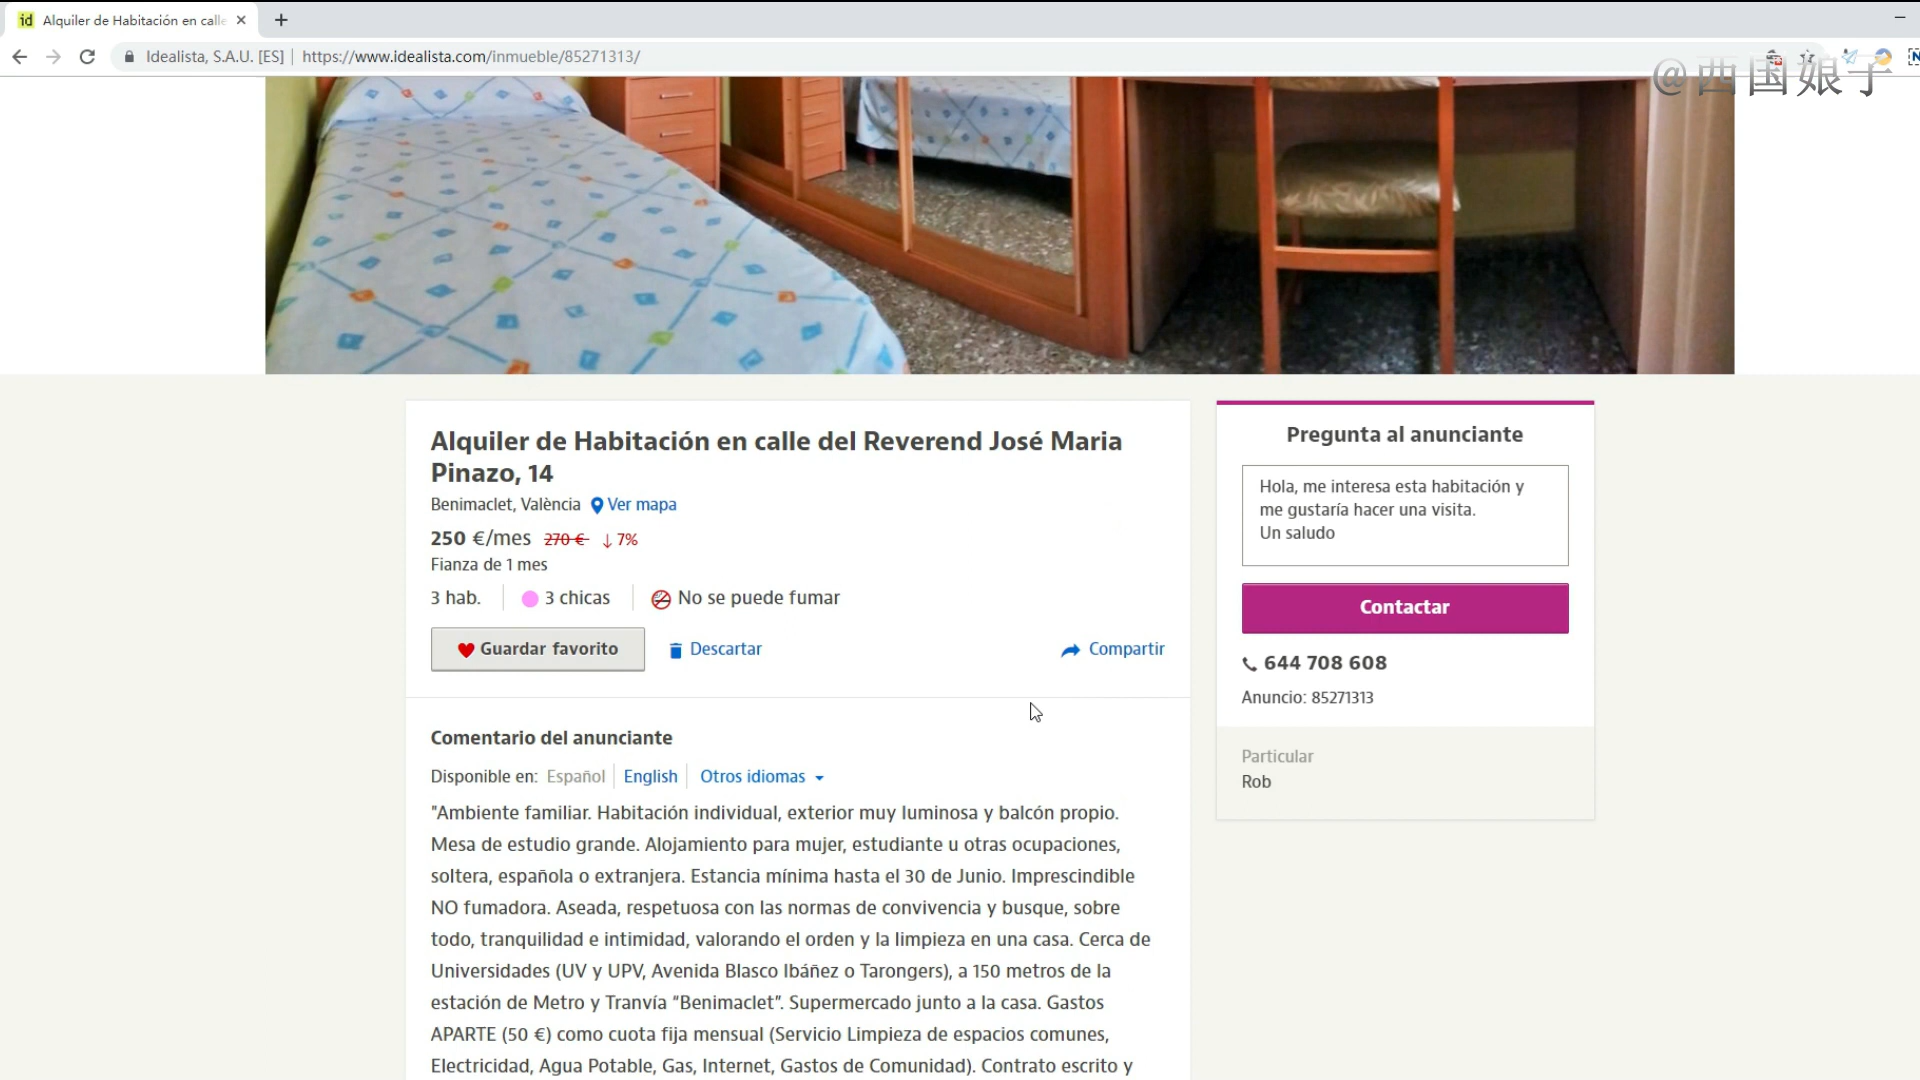 id Alquiler de Habitación en calle
Idealista, S.A.U. [ES] | https://www.idealista.com/inmueble/85271313/
@西国娘子
Alquiler de Habitación en calle del Reverend José Maria
Pinazo, 14
Benimaclet, València Ver mapa
250 €/mes 270 € ↓ 7%
Fianza de 1 mes
3 hab. 3 chicas No se puede fumar
Guardar favorito Descartar Compartir
Comentario del anunciante
Disponible en: Español English Otros idiomas
"Ambiente familiar. Habitación individual, exterior muy luminosa y balcón propio.
Mesa de estudio grande. Alojamiento para mujer, estudiante u otras ocupaciones,
soltera, española o extranjera. Estancia mínima hasta el 30 de Junio. Imprescindible
NO fumadora. Aseada, respetuosa con las normas de convivencia y busque, sobre
todo, tranquilidad e intimidad, valorando el orden y la limpieza en una casa. Cerca de
Universidades (UV y UPV, Avenida Blasco Ibáñez o Tarongers), a 150 metros de la
estación de Metro y Tranvía “Benimaclet”. Supermercado junto a la casa. Gastos
APARTE (50 €) como cuota fija mensual (Servicio Limpieza de espacios comunes,
Electricidad, Agua Potable, Gas, Internet, Gastos de Comunidad). Contrato escrito y
Pregunta al anunciante
Hola, me interesa esta habitación y
me gustaría hacer una visita.
Un saludo
Contactar
644 708 608
Anuncio: 85271313
Particular
Rob